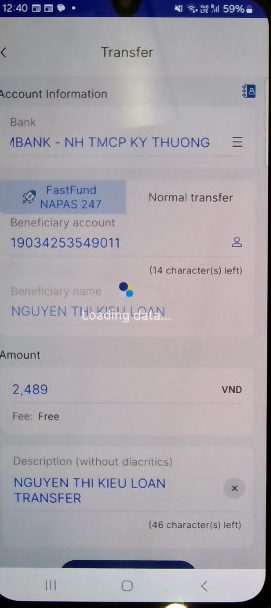 12:40
59%
Transfer
Account Information
Bank
MBANK - NH TMCP KY THUONG
FastFund
NAPAS 247
Normal transfer
Beneficiary account
19034253549011
(14 character(s) left)
Beneficiary name
NGUYEN THI KIEU LOAN
Loading data...
Amount
2,489
VND
Fee: Free
Description (without diacritics)
NGUYEN THI KIEU LOAN
TRANSFER
(46 character(s) left)